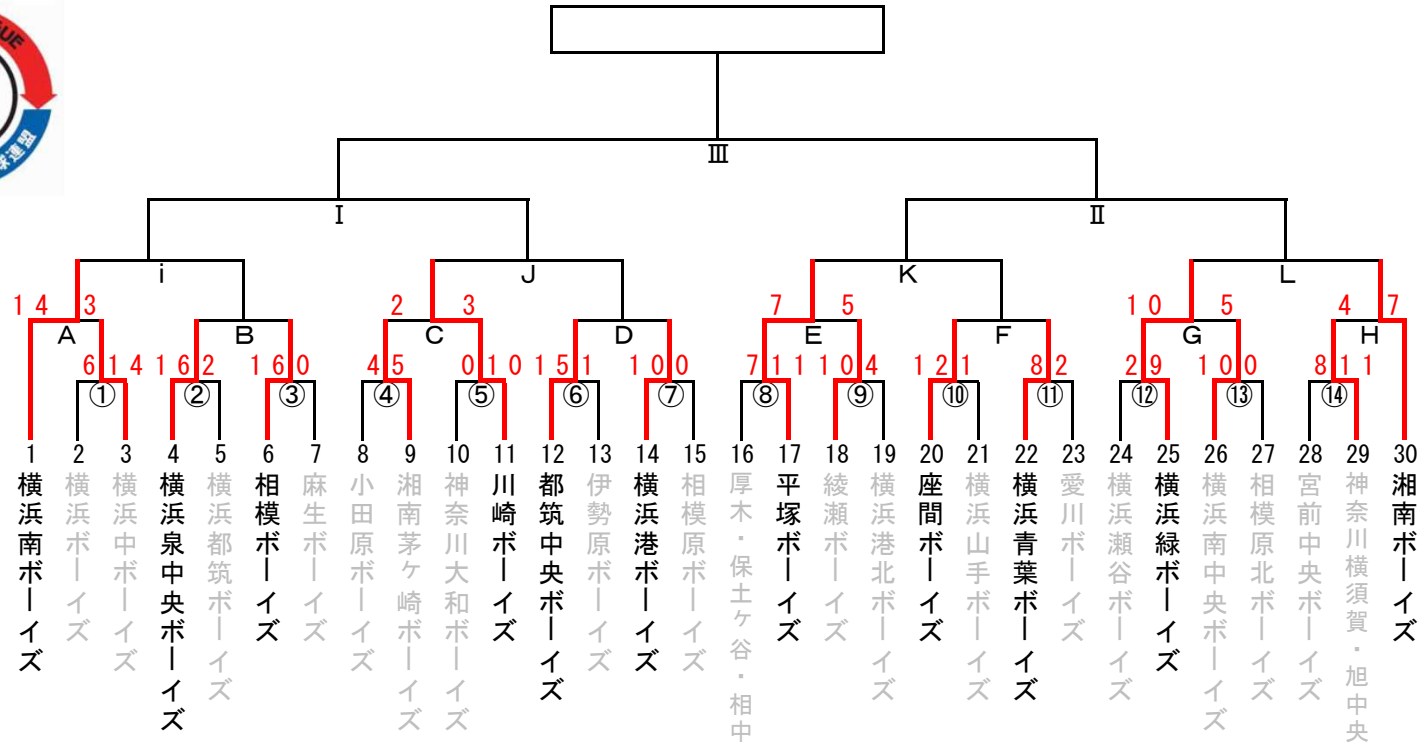 UE
球連盟
Ⅲ
Ⅰ
Ⅱ
i
J
K
L
14 3
2 3
7 5
10 5
4 7
A
B
C
D
E
F
G
H
6 14
16 2
16 0
4 5
0 10
15 1
10 0
7 11
10 4
12 1
8 2
2 9
10 0
8 11
①
②
③
④
⑤
⑥
⑦
⑧
⑨
⑩
⑪
⑫
⑬
⑭
1 横浜南ボーイズ
2 横浜ボーイズ
3 横浜中ボーイズ
4 横浜泉中央ボーイズ
5 横浜都筑ボーイズ
6 相模ボーイズ
7 麻生ボーイズ
8 小田原ボーイズ
9 湘南茅ケ崎ボーイズ
10 神奈川大和ボーイズ
11 川崎ボーイズ
12 都筑中央ボーイズ
13 伊勢原ボーイズ
14 横浜港ボーイズ
15 相模原ボーイズ
16 厚木・保土ケ谷・相中
17 平塚ボーイズ
18 綾瀬ボーイズ
19 横浜港北ボーイズ
20 座間ボーイズ
21 横浜山手ボーイズ
22 横浜青葉ボーイズ
23 愛川ボーイズ
24 横浜瀬谷ボーイズ
25 横浜緑ボーイズ
26 横浜南中央ボーイズ
27 相模原北ボーイズ
28 宮前中央ボーイズ
29 神奈川横須賀・旭中央
30 湘南ボーイズ